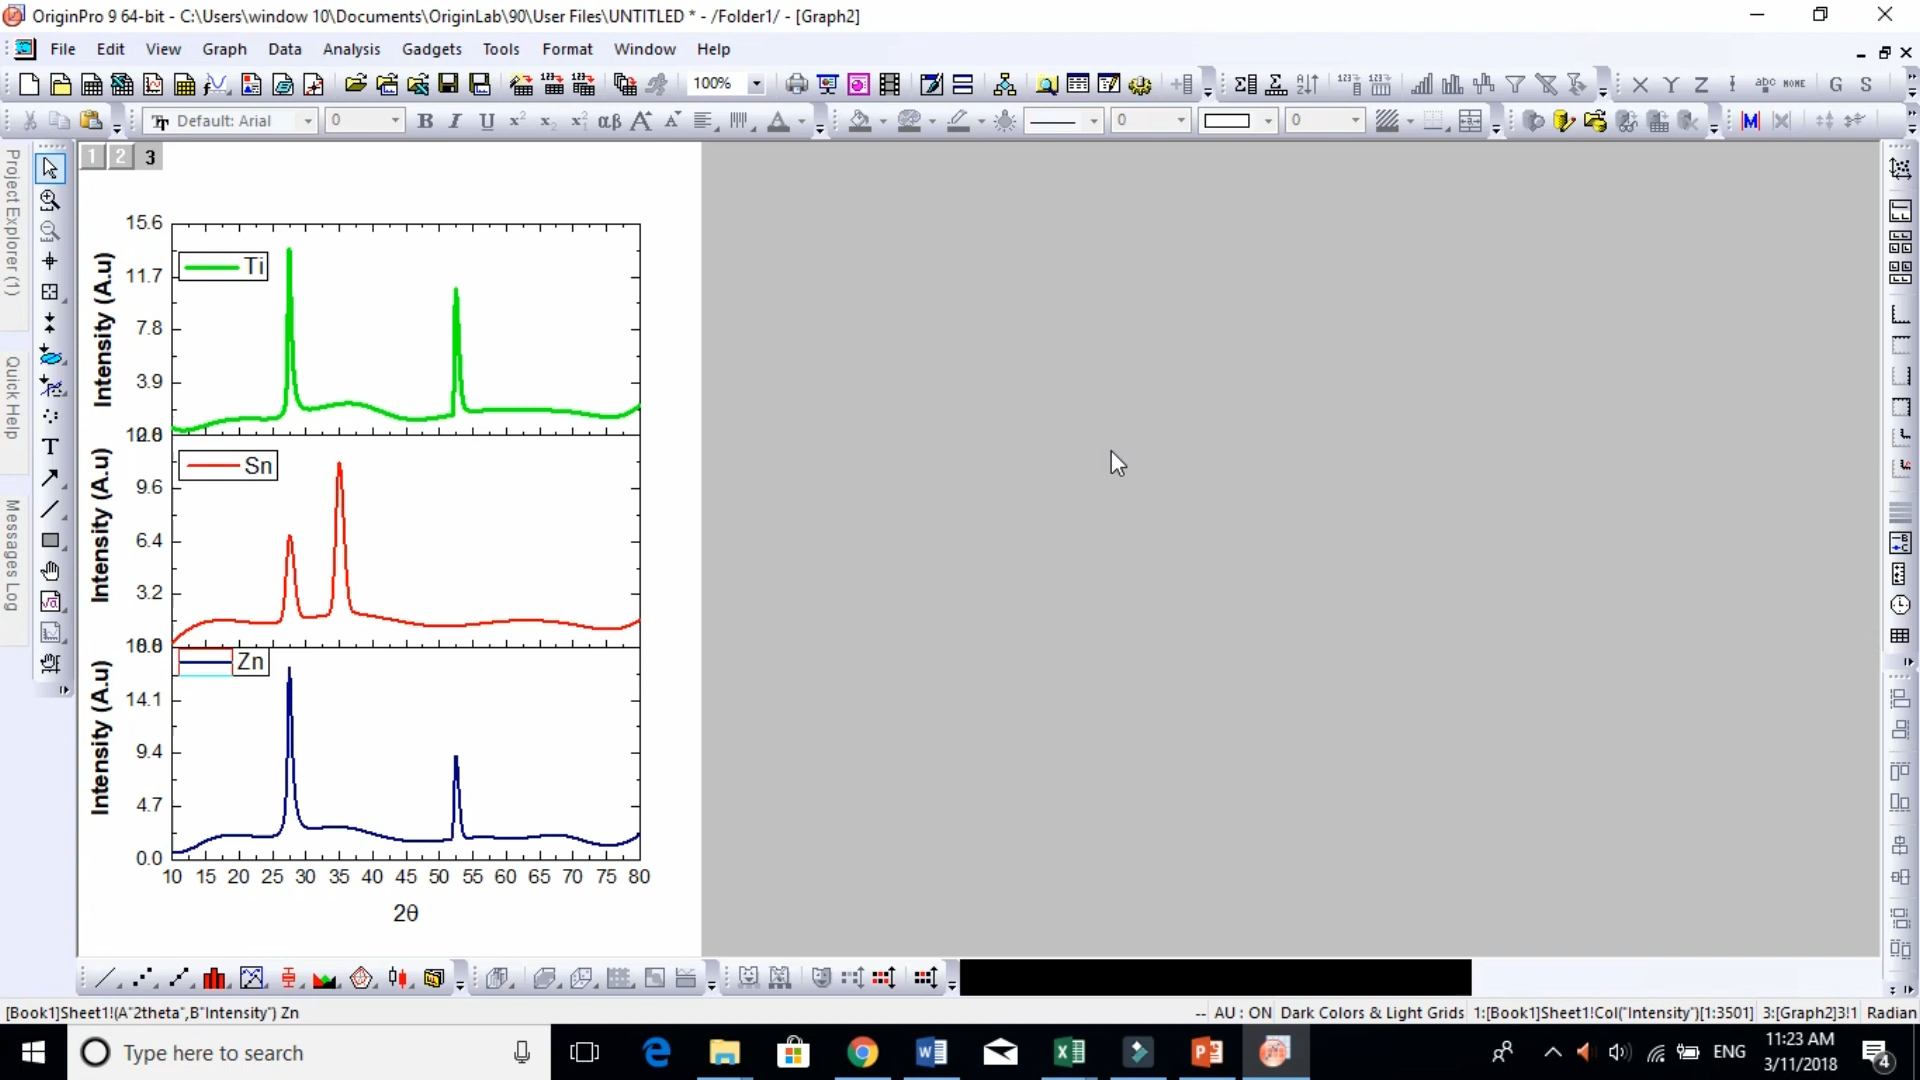 OriginPro 9 64-bit - C:\Users\window 10\Documents\OriginLab\90\User Files\UNTITLED * - /Folder1/ - [Graph2]
File Edit View Graph Data Analysis Gadgets Tools Format Window Help
100%
X Y Z abc HOME G S
Default: Arial 0 B I U αβ A A A 0 0
1 2 3
Project Explorer (1)
Quick Help
Messages Log
15.6
Ti
11.7
7.8
3.9
Intensity (A.u)
Sn
9.6
6.4
3.2
Intensity (A.u)
Zn
14.1
9.4
4.7
0.0
Intensity (A.u)
10 15 20 25 30 35 40 45 50 55 60 65 70 75 80
2θ
[Book1]Sheet1!(A"2theta",B"Intensity") Zn
-- AU : ON Dark Colors & Light Grids 1:[Book1]Sheet1!Col("Intensity")[1:3501] 3:[Graph2]3!1 Radian
Type here to search
ENG
11:23 AM
3/11/2018
4